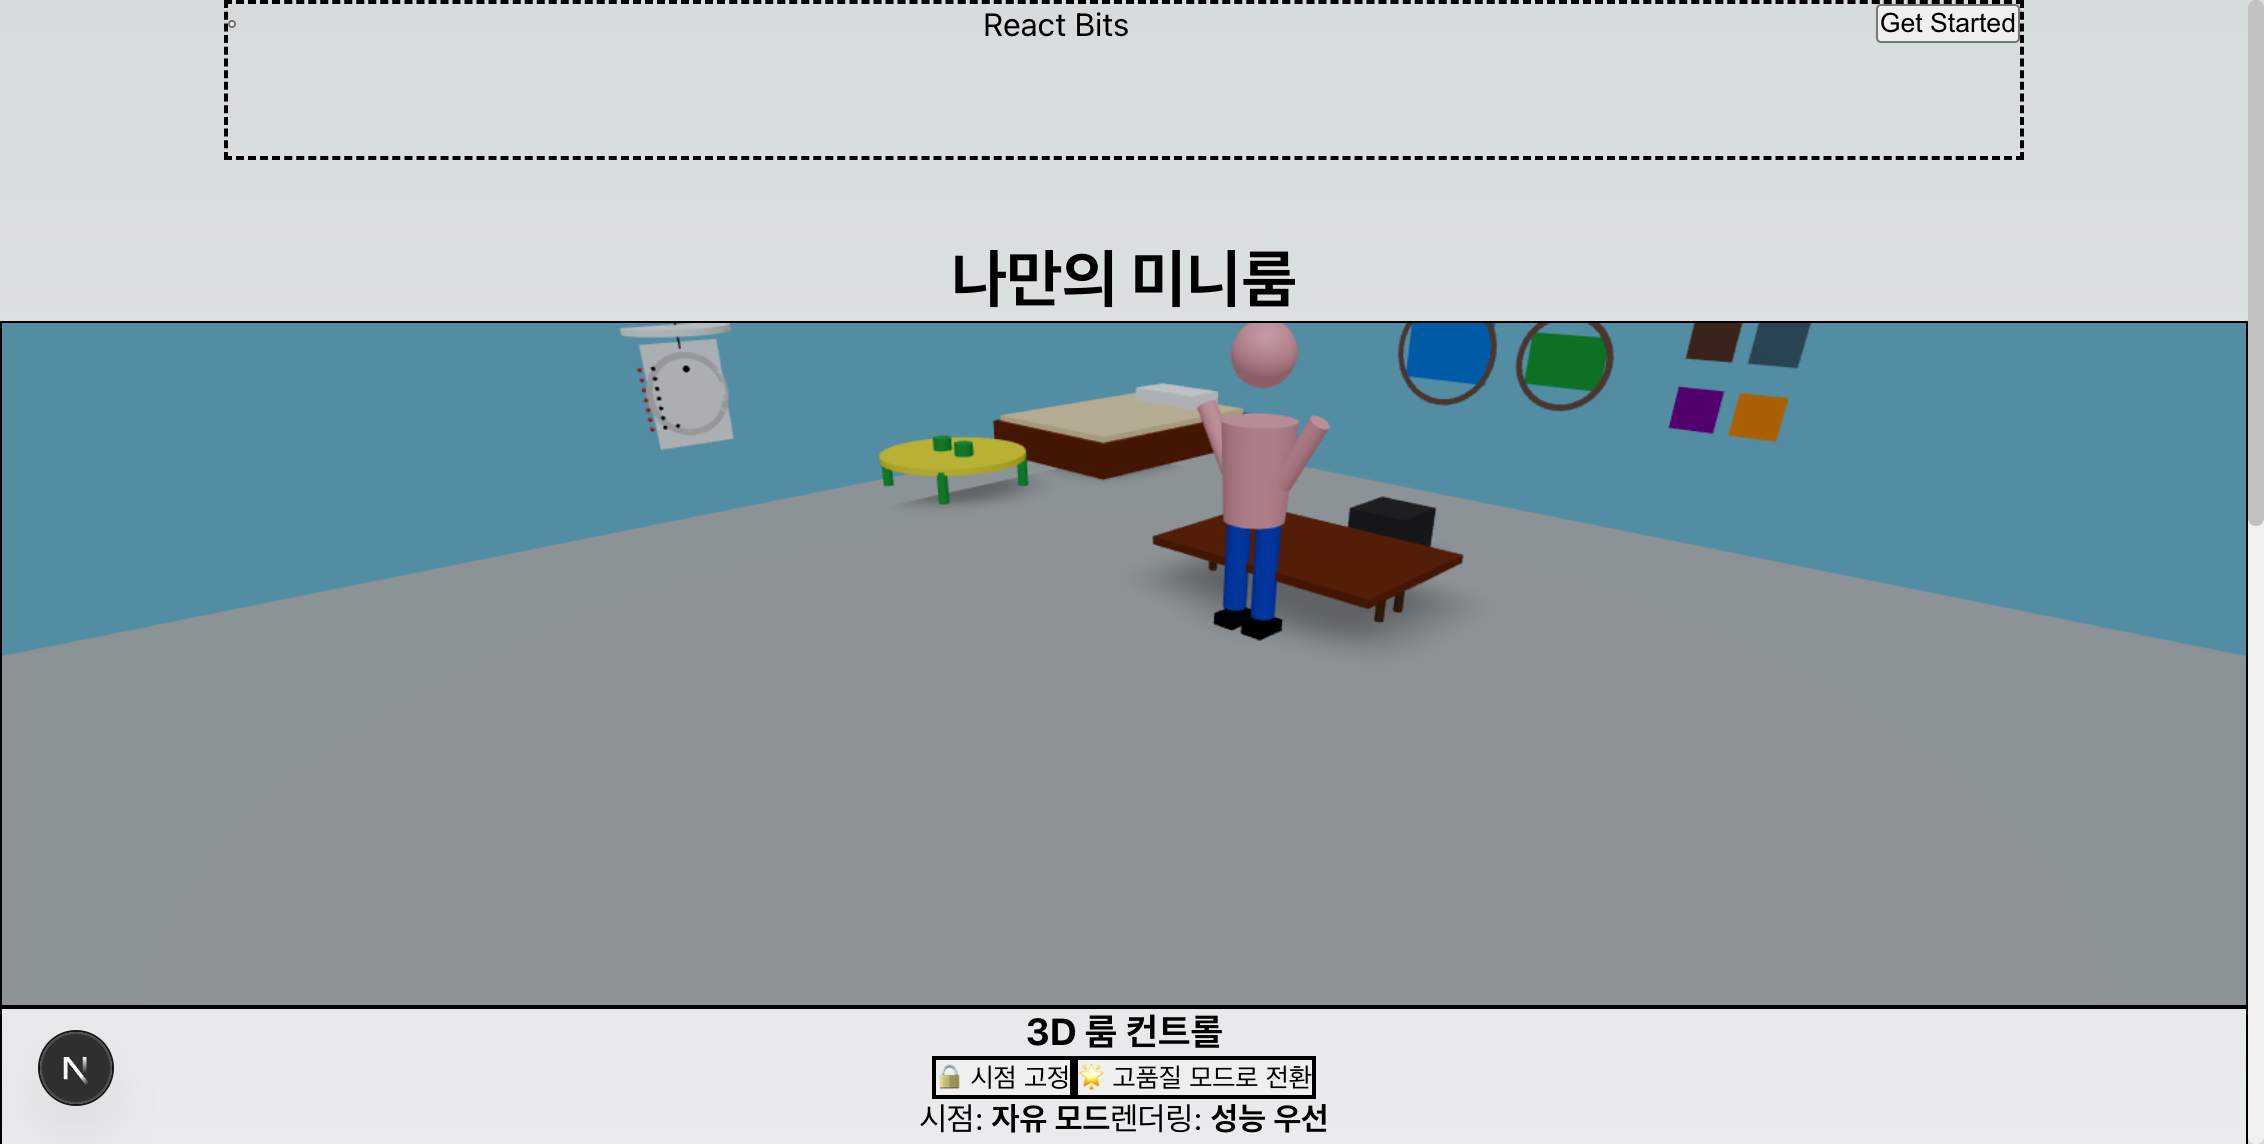 React Bits
Get Started
나만의 미니룸
3D 룸 컨트롤
🔒 시점 고정
🌟 고품질 모드로 전환
시점: 자유 모드렌더링: 성능 우선
N